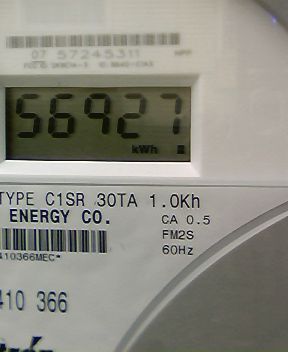 07 57245311
56927
kWh
TYPE C1SR 30TA 1.0Kh
ENERGY CO.
CA 0.5
FM2S
60Hz
410366MEC*
410 366